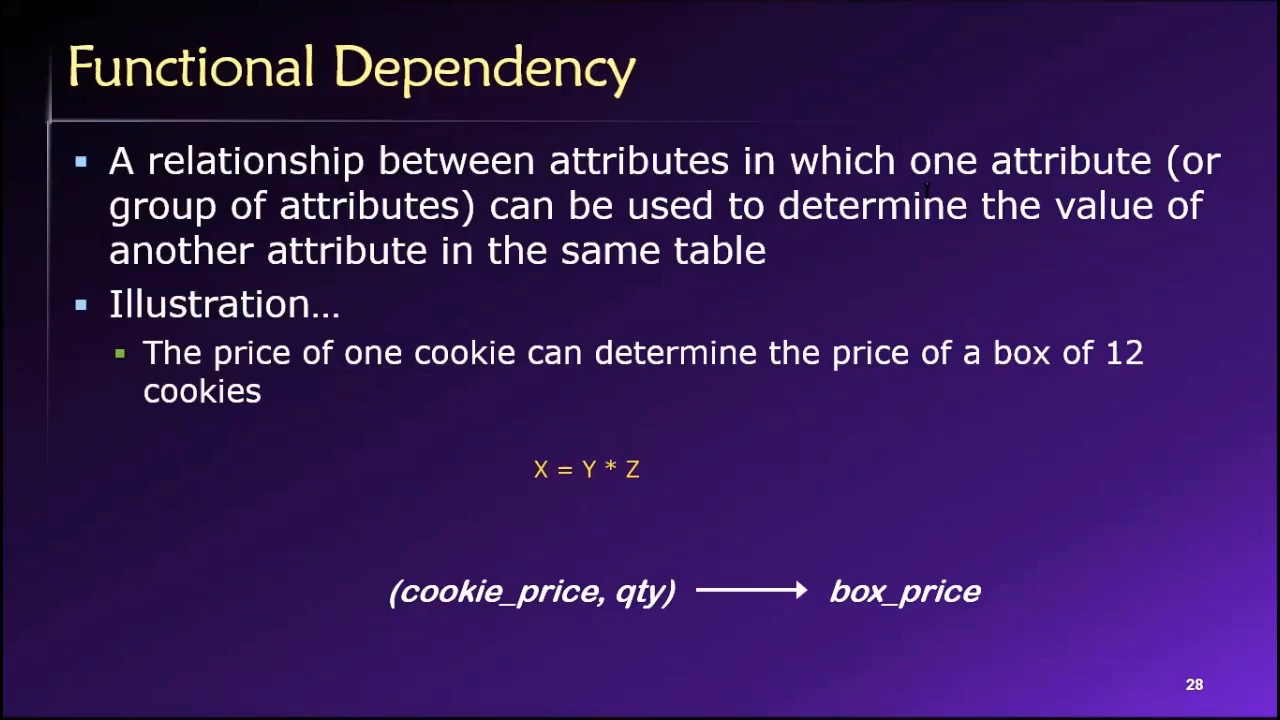 Functional Dependency
▪ A relationship between attributes in which one attribute (or
group of attributes) can be used to determine the value of
another attribute in the same table
▪ Illustration…
▪ The price of one cookie can determine the price of a box of 12
cookies
X = Y * Z
(cookie_price, qty) ⟶ box_price
28